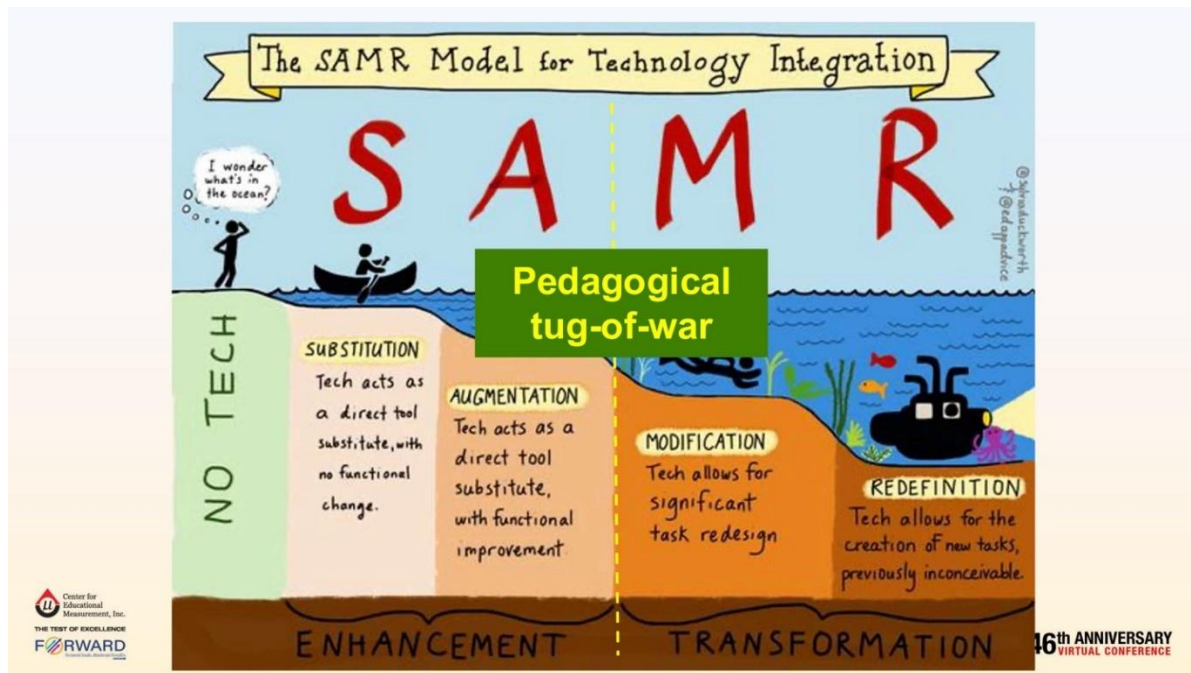 The SAMR Model for Technology Integration
S A M R
I wonder
what's in
the ocean?
@sylviaduckworth
@edappadvice
Pedagogical
tug-of-war
NO TECH
SUBSTITUTION
Tech acts as
a direct tool
substitute, with
no functional
change.
AUGMENTATION
Tech acts as a
direct tool
substitute,
with functional
improvement
MODIFICATION
Tech allows for
significant
task redesign
REDEFINITION
Tech allows for the
creation of new tasks,
previously inconceivable.
ENHANCEMENT
TRANSFORMATION
Center for
Educational
Measurement, Inc.
THE TEST OF EXCELLENCE
FORWARD
46th ANNIVERSARY
VIRTUAL CONFERENCE